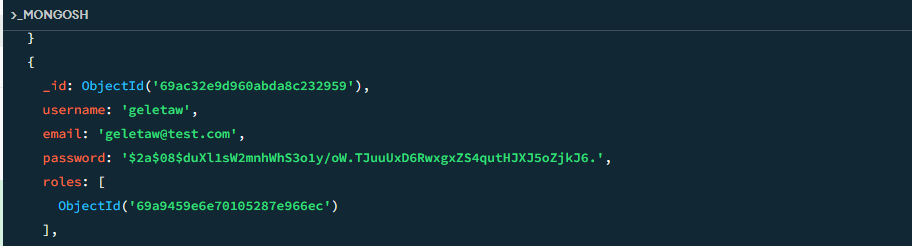 >_MONGOSH
}
{
_id: ObjectId('69ac32e9d960abda8c232959'),
username: 'geletaw',
email: 'geletaw@test.com',
password: '$2a$08$duXl1sW2mnhWhS3o1y/oW.TJuuUxD6RwxgxZS4qutHJXJ5oZjkJ6.',
roles: [
ObjectId('69a9459e6e70105287e966ec')
],